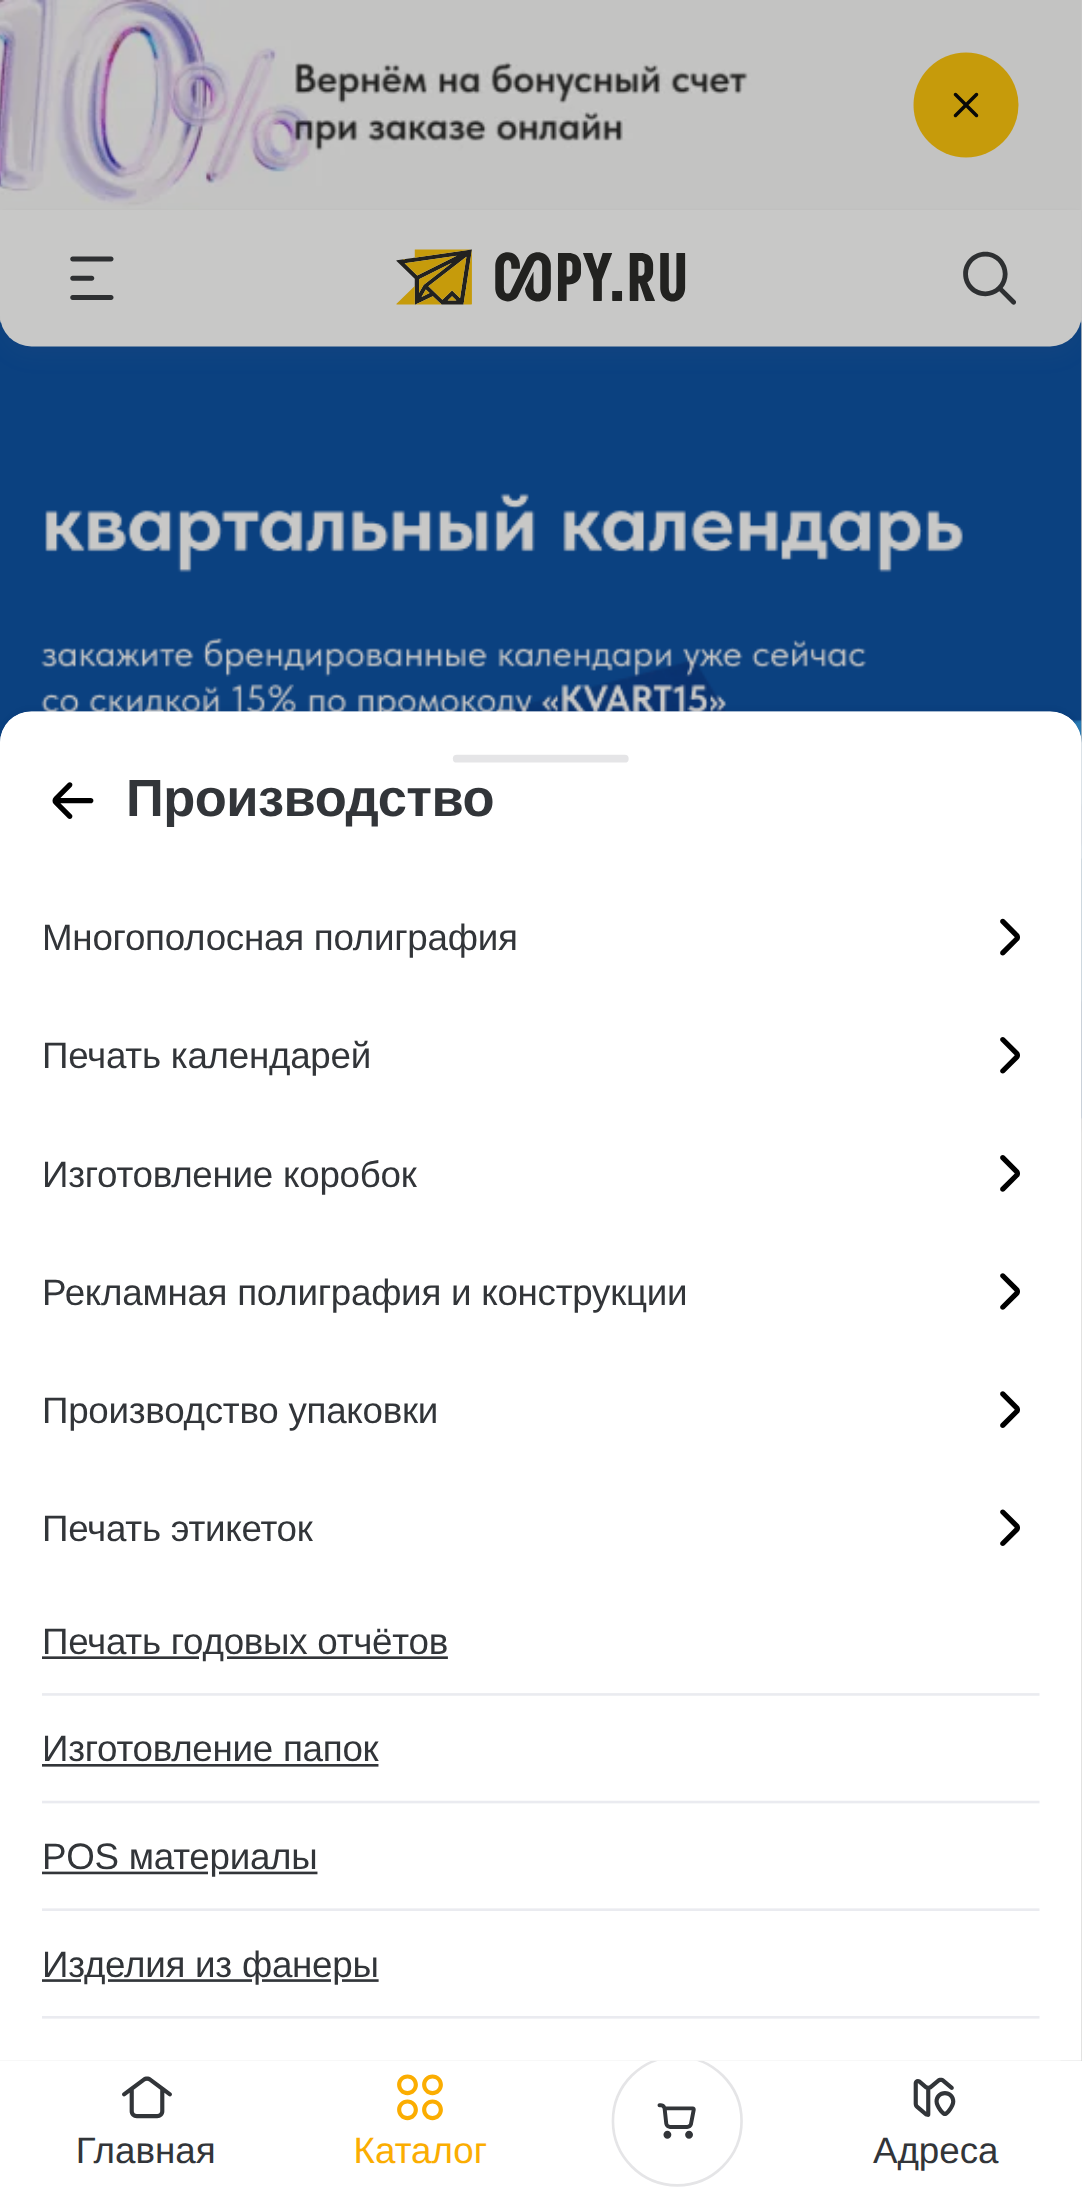 10%
Вернём на бонусный счет
при заказе онлайн
COPY.RU
квартальный календарь
закажите брендированные календари уже сейчас
со скидкой 15% по промокоду «KVART15»
Производство
Многополосная полиграфия
Печать календарей
Изготовление коробок
Рекламная полиграфия и конструкции
Производство упаковки
Печать этикеток
Печать годовых отчётов
Изготовление папок
POS материалы
Изделия из фанеры
Главная
Каталог
Адреса